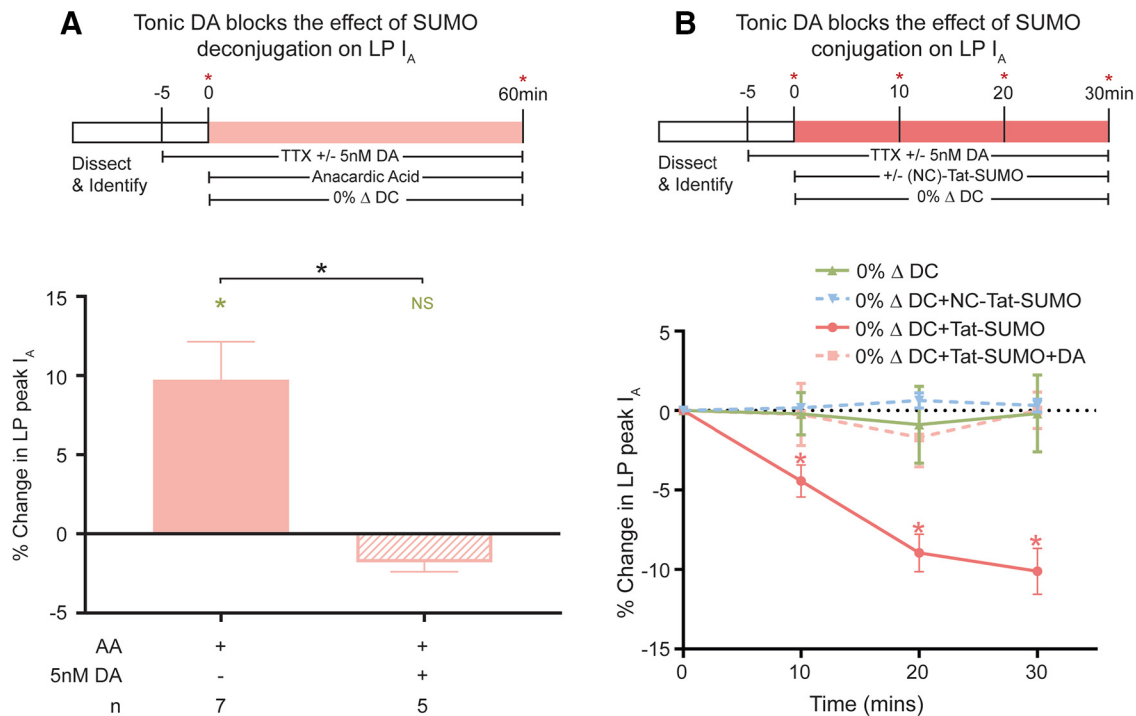 A
Tonic DA blocks the effect of SUMO
deconjugation on LP I_A
* *
-5 0 60min
Dissect
& Identify
TTX +/- 5nM DA
Anacardic Acid
0% Δ DC
*
* NS
% Change in LP peak I_A
15
10
5
0
-5
AA + +
5nM DA - +
n 7 5
B
Tonic DA blocks the effect of SUMO
conjugation on LP I_A
* * * *
-5 0 10 20 30min
Dissect
& Identify
TTX +/- 5nM DA
+/- (NC)-Tat-SUMO
0% Δ DC
0% Δ DC
0% Δ DC+NC-Tat-SUMO
0% Δ DC+Tat-SUMO
0% Δ DC+Tat-SUMO+DA
% Change in LP peak I_A
5
0
-5
-10
-15
* * *
0 10 20 30
Time (mins)